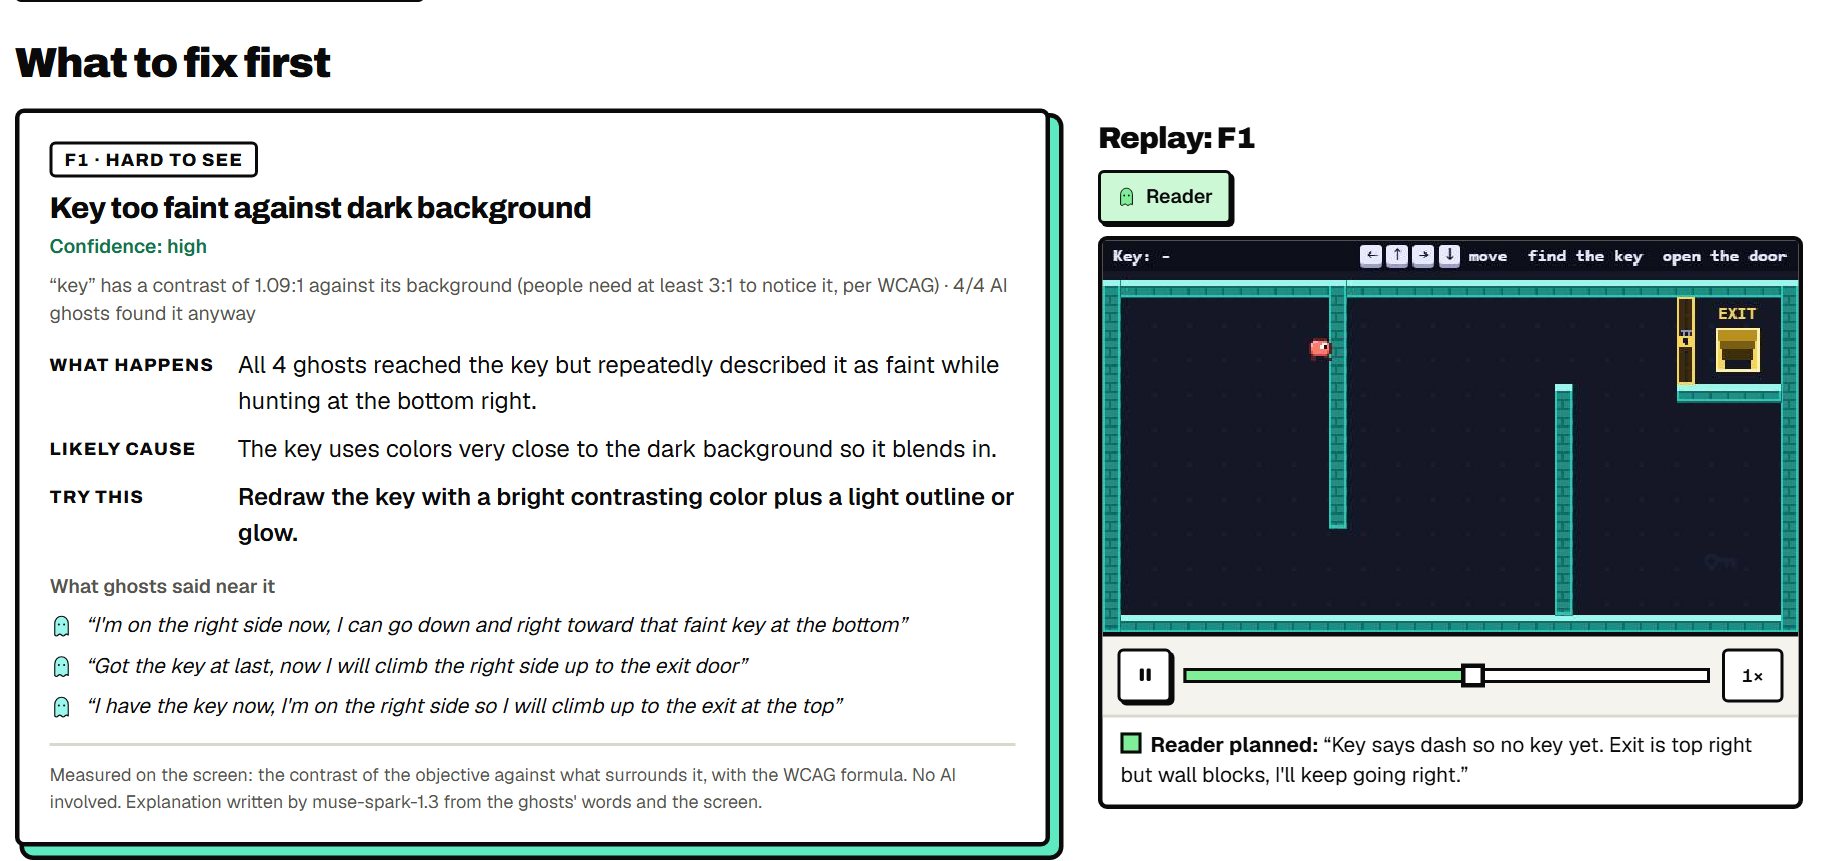 What to fix first
F1 · HARD TO SEE
Key too faint against dark background
Confidence: high
“key” has a contrast of 1.09:1 against its background (people need at least 3:1 to notice it, per WCAG) · 4/4 AI
ghosts found it anyway
WHAT HAPPENS
All 4 ghosts reached the key but repeatedly described it as faint while
hunting at the bottom right.
LIKELY CAUSE
The key uses colors very close to the dark background so it blends in.
TRY THIS
Redraw the key with a bright contrasting color plus a light outline or
glow.
What ghosts said near it
“I'm on the right side now, I can go down and right toward that faint key at the bottom”
“Got the key at last, now I will climb the right side up to the exit door”
“I have the key now, I'm on the right side so I will climb up to the exit at the top”
Measured on the screen: the contrast of the objective against what surrounds it, with the WCAG formula. No AI
involved. Explanation written by muse-spark-1.3 from the ghosts' words and the screen.
Replay: F1
Reader
Key: - ← ↑ → ↓ move find the key open the door
EXIT
1×
Reader planned: “Key says dash so no key yet. Exit is top right
but wall blocks, I'll keep going right.”